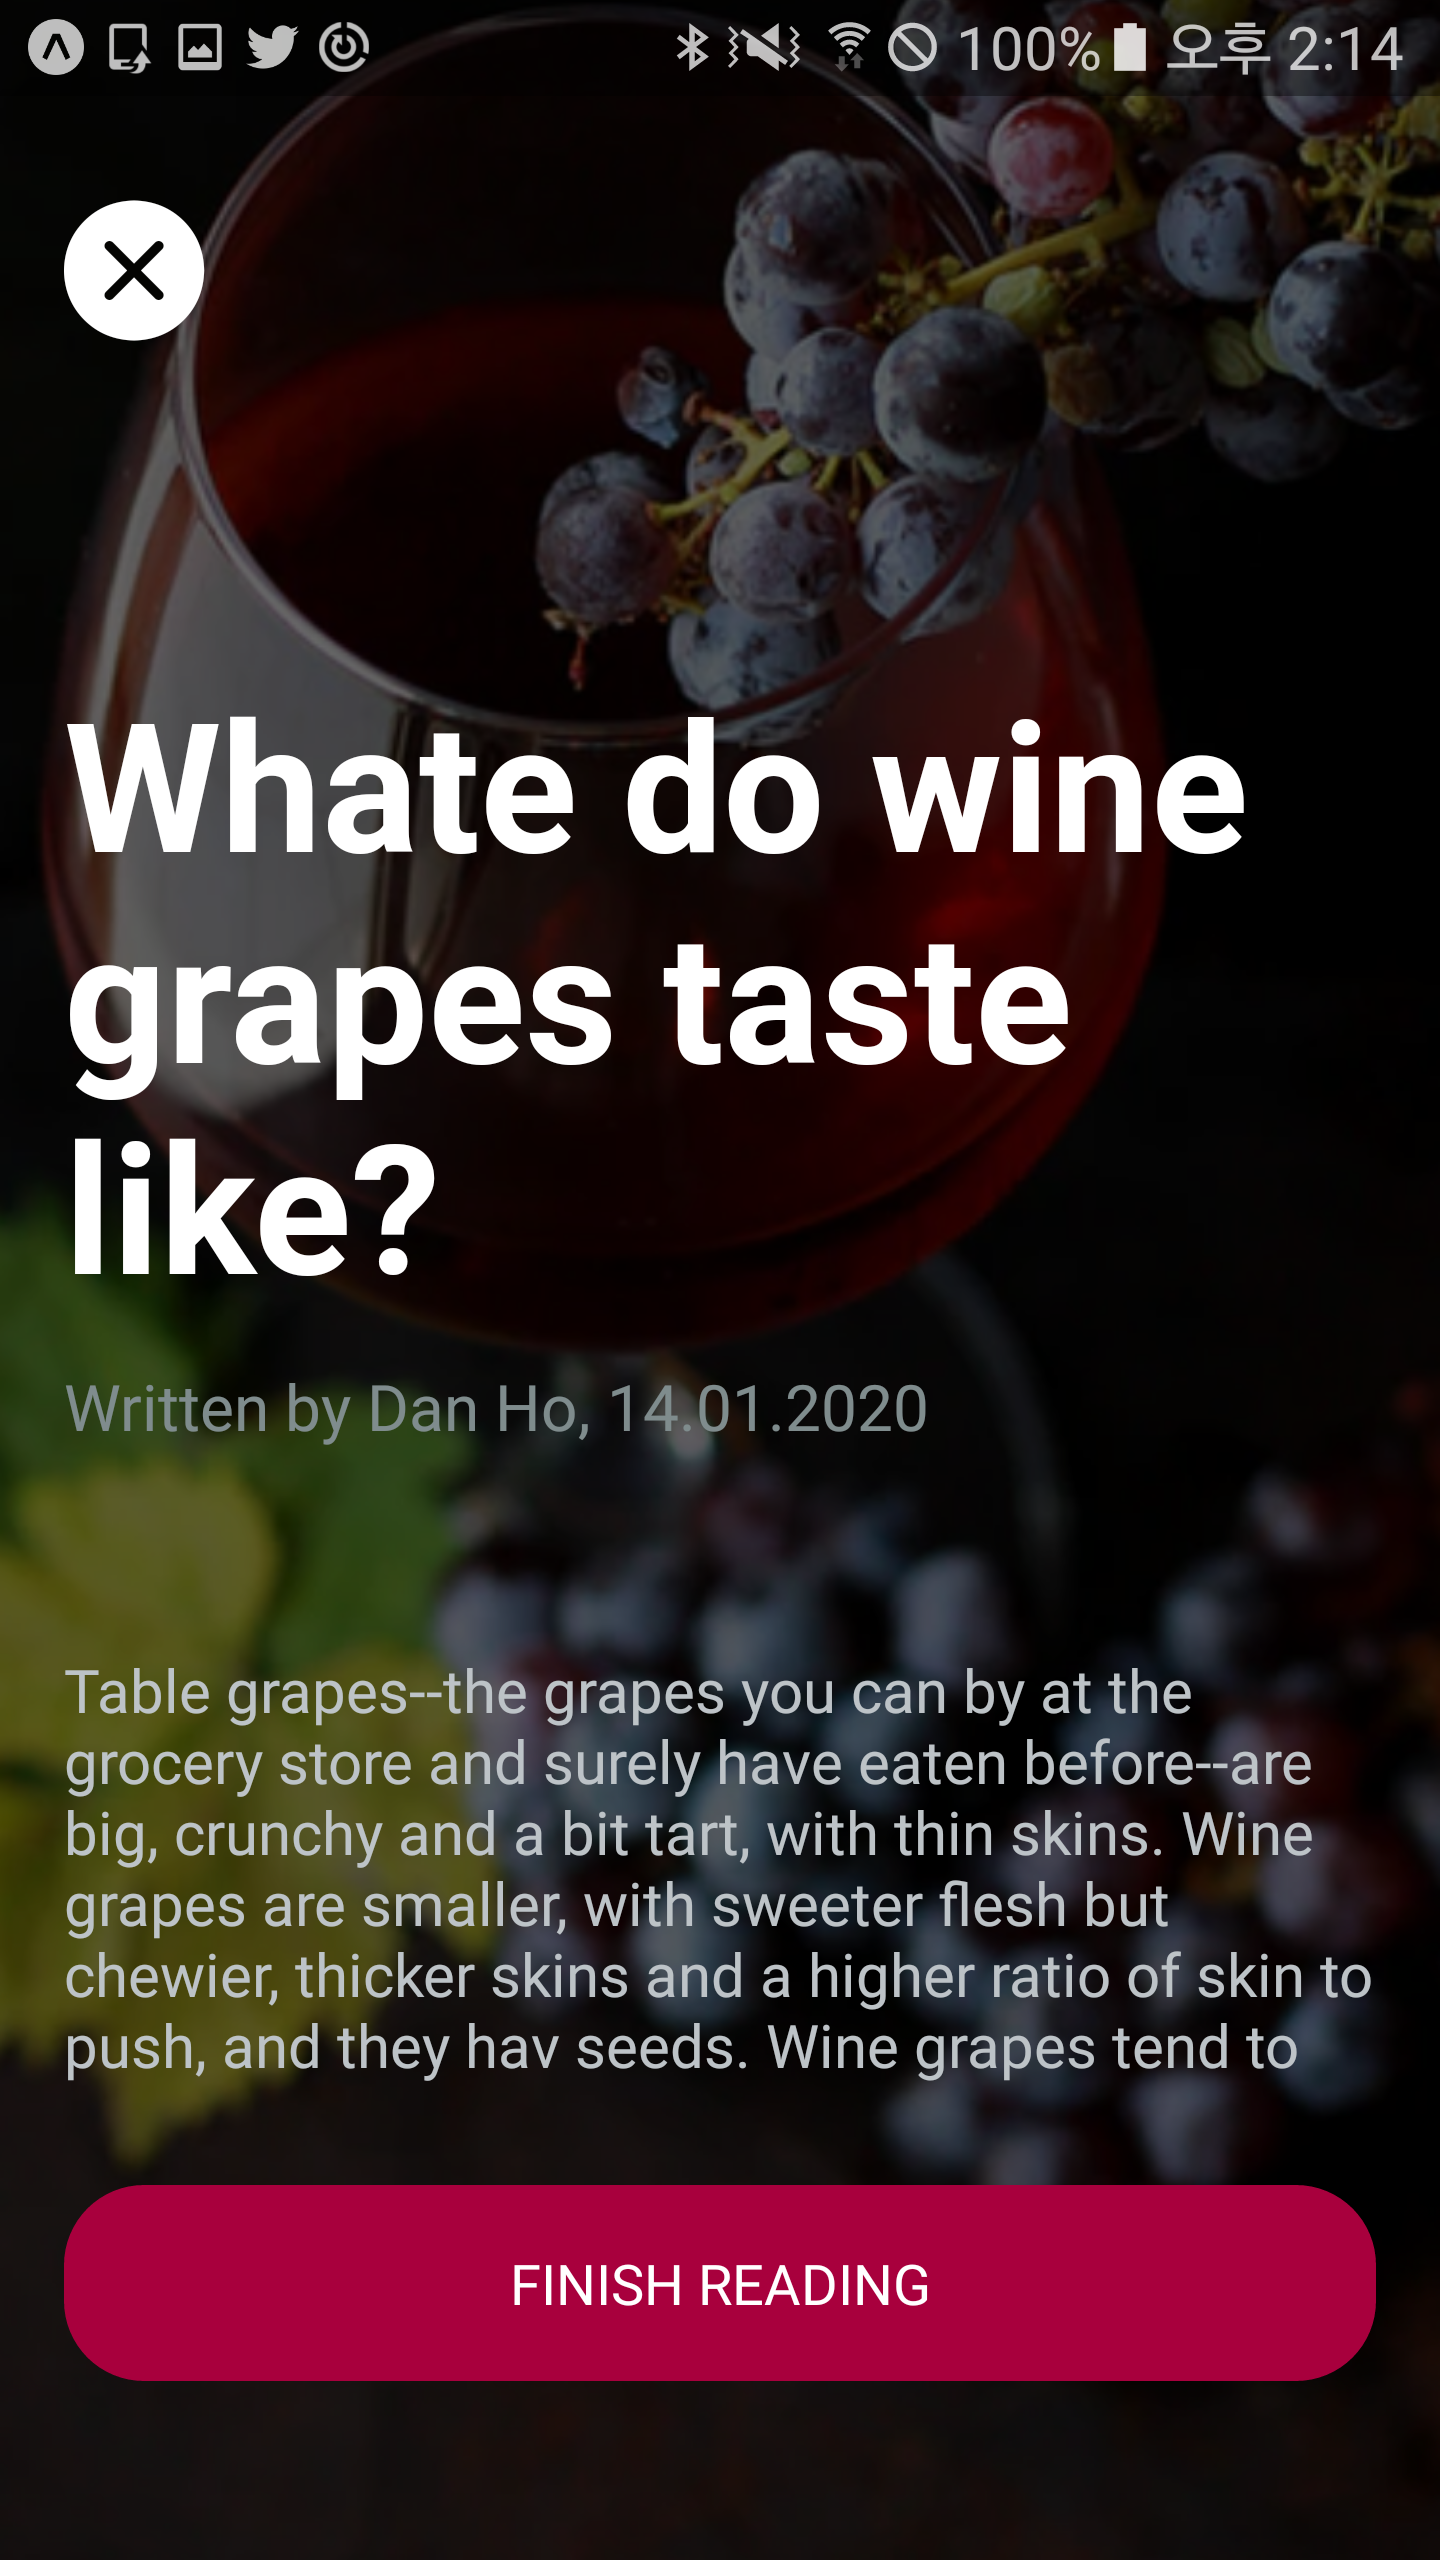 100% 오후 2:14
Whate do wine
grapes taste
like?
Written by Dan Ho, 14.01.2020
Table grapes--the grapes you can by at the
grocery store and surely have eaten before--are
big, crunchy and a bit tart, with thin skins. Wine
grapes are smaller, with sweeter flesh but
chewier, thicker skins and a higher ratio of skin to
push, and they hav seeds. Wine grapes tend to
FINISH READING